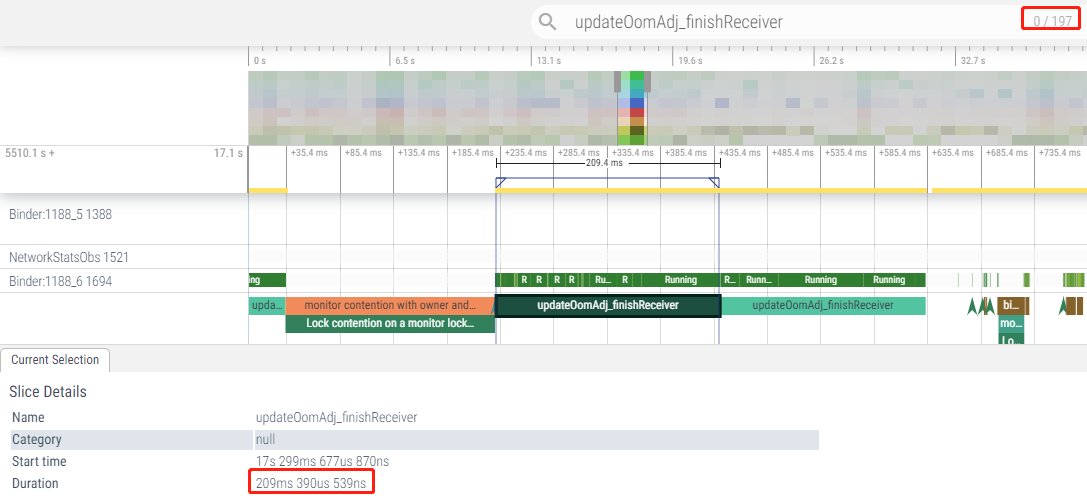 updateOomAdj_finishReceiver
0 / 197
0 s 6.5 s 13.1 s 19.6 s 26.2 s 32.7 s
5510.1 s + 17.1 s +35.4 ms +85.4 ms +135.4 ms +185.4 ms +235.4 ms +285.4 ms +335.4 ms +385.4 ms +435.4 ms +485.4 ms +535.4 ms +585.4 ms +635.4 ms +685.4 ms +735.4 ms
209.4 ms
Binder:1188_5 1388
NetworkStatsObs 1521
Binder:1188_6 1694 ng R R R R Ru... R Running R... Runn... Running Running
upda... monitor contention with owner and... updateOomAdj_finishReceiver updateOomAdj_finishReceiver bi...
Lock contention on a monitor lock... mo...
Lo...
Current Selection
Slice Details
Name updateOomAdj_finishReceiver
Category null
Start time 17s 299ms 677us 870ns
Duration 209ms 390us 539ns